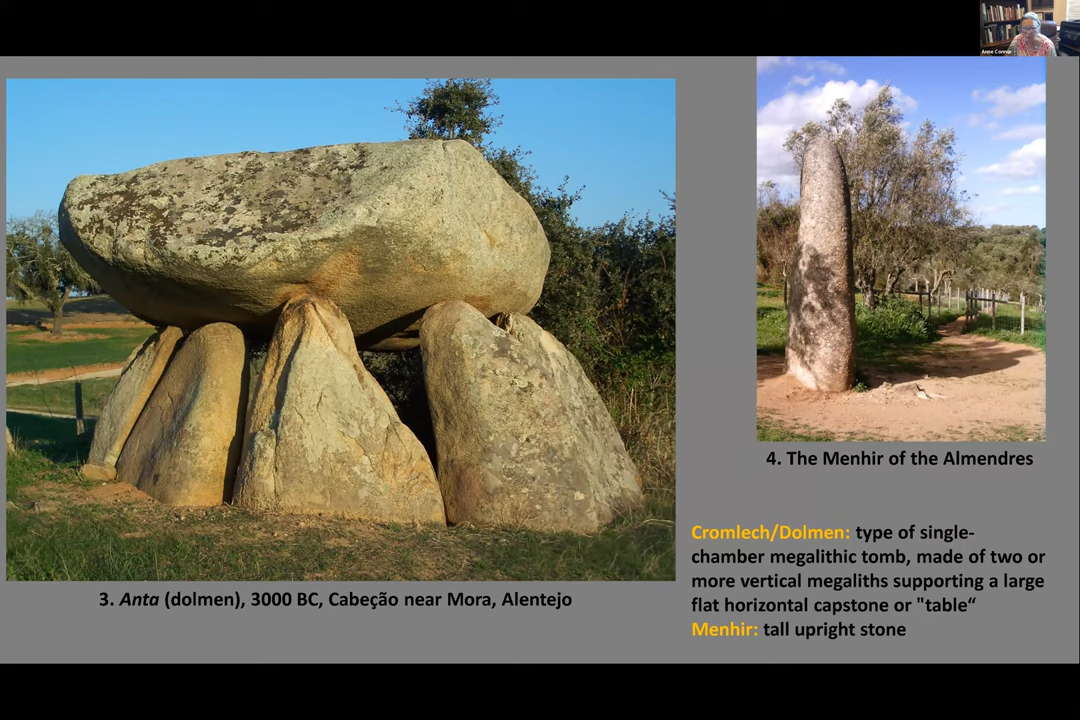 Anne Connor
3. Anta (dolmen), 3000 BC, Cabeção near Mora, Alentejo
4. The Menhir of the Almendres
Cromlech/Dolmen: type of single-
chamber megalithic tomb, made of two or
more vertical megaliths supporting a large
flat horizontal capstone or "table“
Menhir: tall upright stone